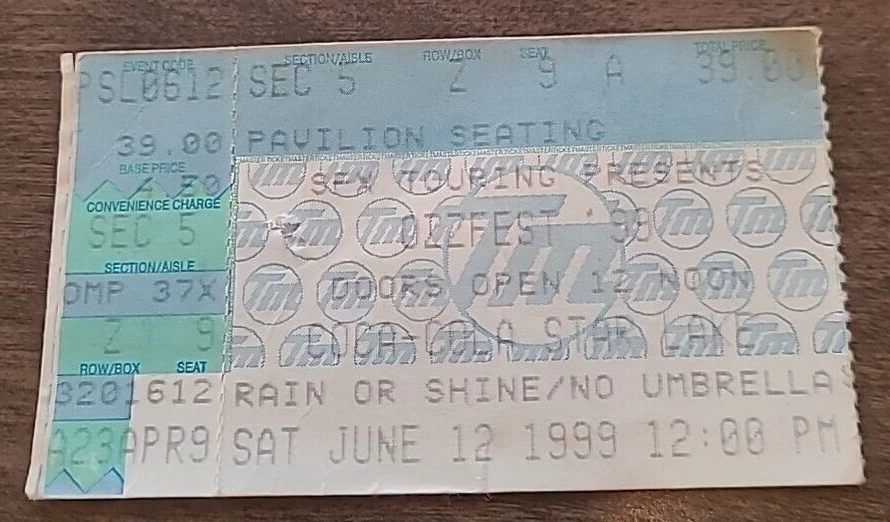 EVENT CODE SECTION/AISLE ROW/BOX SEAT TOTAL PRICE
PSL0612 SEC 5 Z 9 A 39.00
39.00 PAVILION SEATING
BASE PRICE
4.50 SFX TOURING PRESENTS
CONVENIENCE CHARGE
SEC 5 OZZFEST '99
SECTION/AISLE
OMP 37X DOORS OPEN 12 NOON
Z 9 COCA-COLA STAR LAKE
ROW/BOX SEAT
3201612 RAIN OR SHINE/NO UMBRELLAS
A23APR9 SAT JUNE 12 1999 12:00 PM
Tm